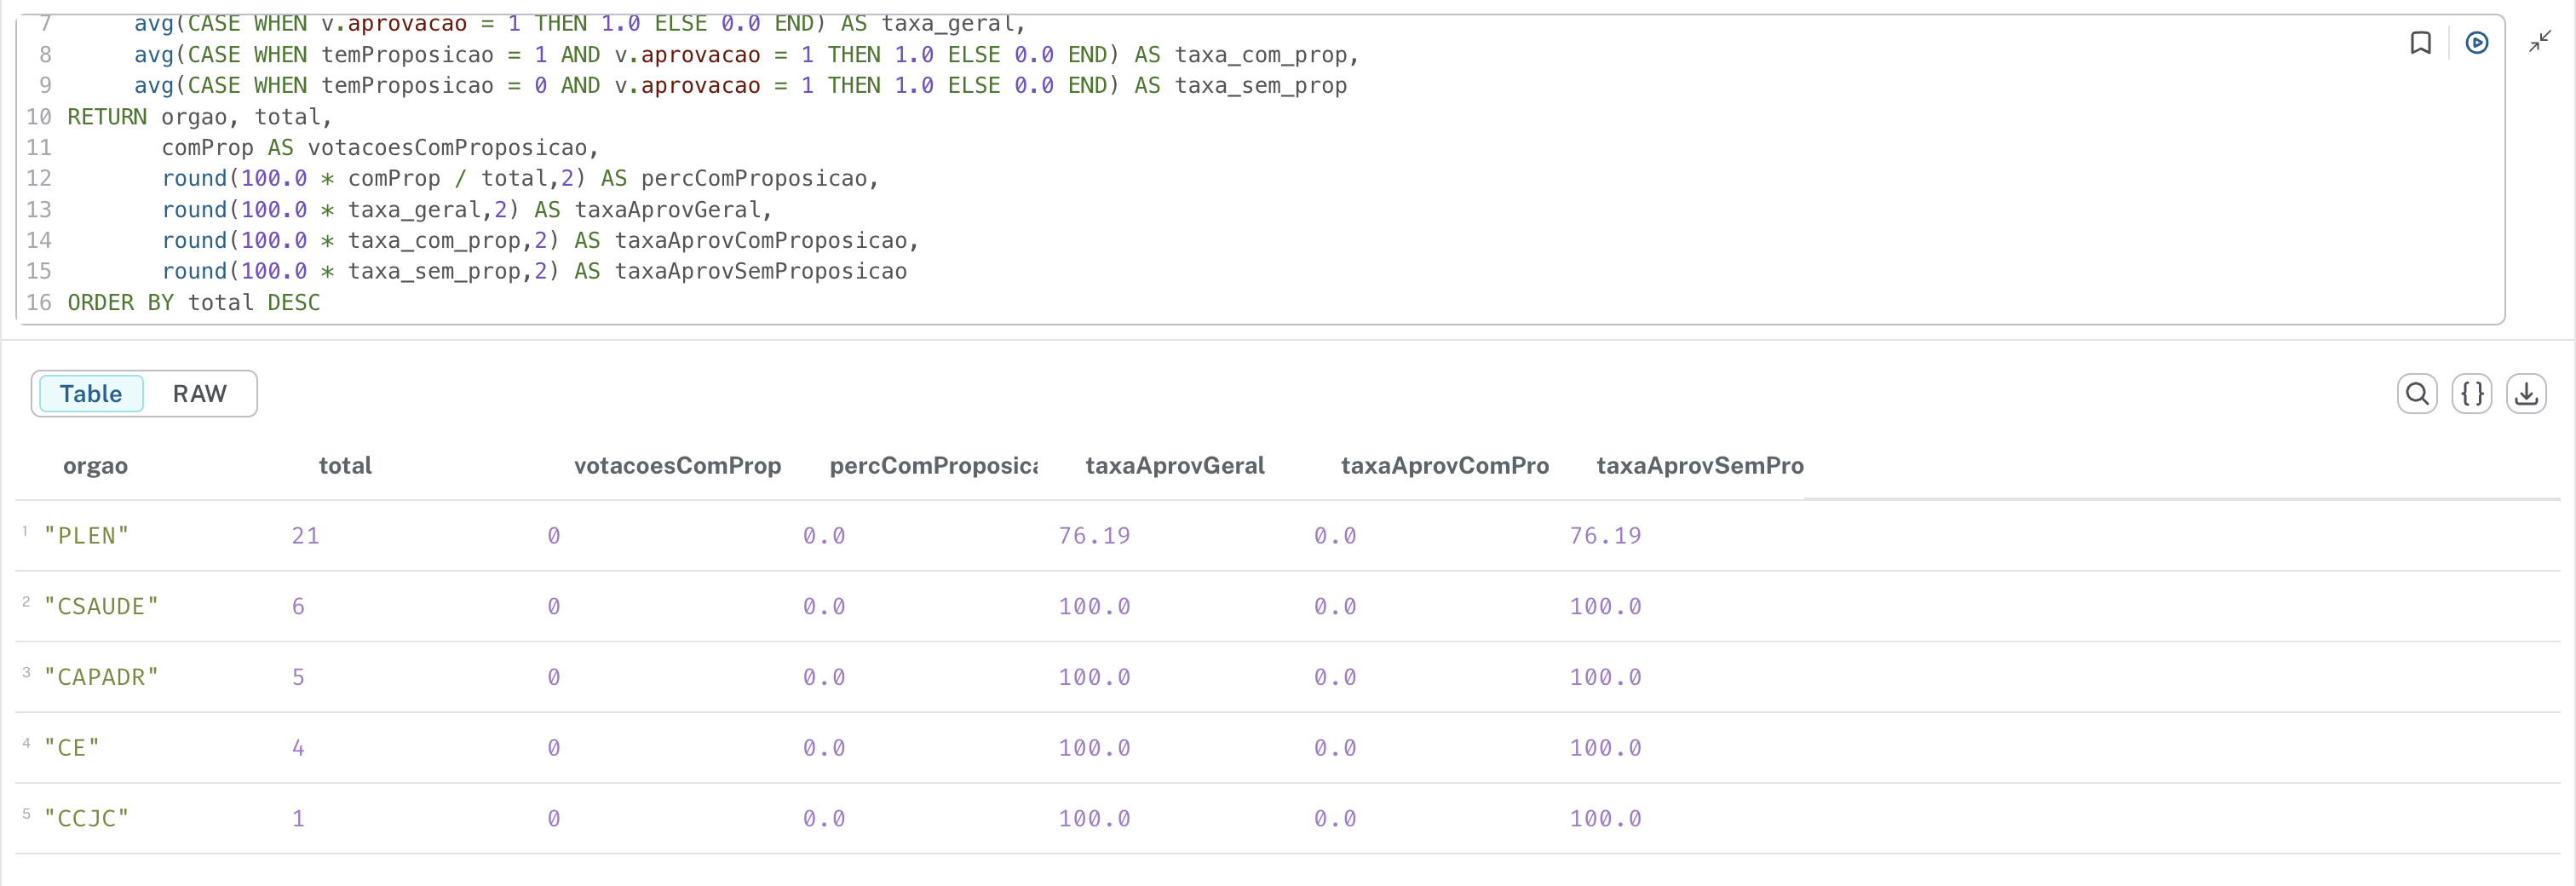 7 avg(CASE WHEN v.aprovacao = 1 THEN 1.0 ELSE 0.0 END) AS taxa_geral,
8 avg(CASE WHEN temProposicao = 1 AND v.aprovacao = 1 THEN 1.0 ELSE 0.0 END) AS taxa_com_prop,
9 avg(CASE WHEN temProposicao = 0 AND v.aprovacao = 1 THEN 1.0 ELSE 0.0 END) AS taxa_sem_prop
10 RETURN orgao, total,
11 comProp AS votacoesComProposicao,
12 round(100.0 * comProp / total,2) AS percComProposicao,
13 round(100.0 * taxa_geral,2) AS taxaAprovGeral,
14 round(100.0 * taxa_com_prop,2) AS taxaAprovComProposicao,
15 round(100.0 * taxa_sem_prop,2) AS taxaAprovSemProposicao
16 ORDER BY total DESC
Table RAW
orgao total votacoesComProp percComProposica taxaAprovGeral taxaAprovComPro taxaAprovSemPro
1 "PLEN" 21 0 0.0 76.19 0.0 76.19
2 "CSAUDE" 6 0 0.0 100.0 0.0 100.0
3 "CAPADR" 5 0 0.0 100.0 0.0 100.0
4 "CE" 4 0 0.0 100.0 0.0 100.0
5 "CCJC" 1 0 0.0 100.0 0.0 100.0